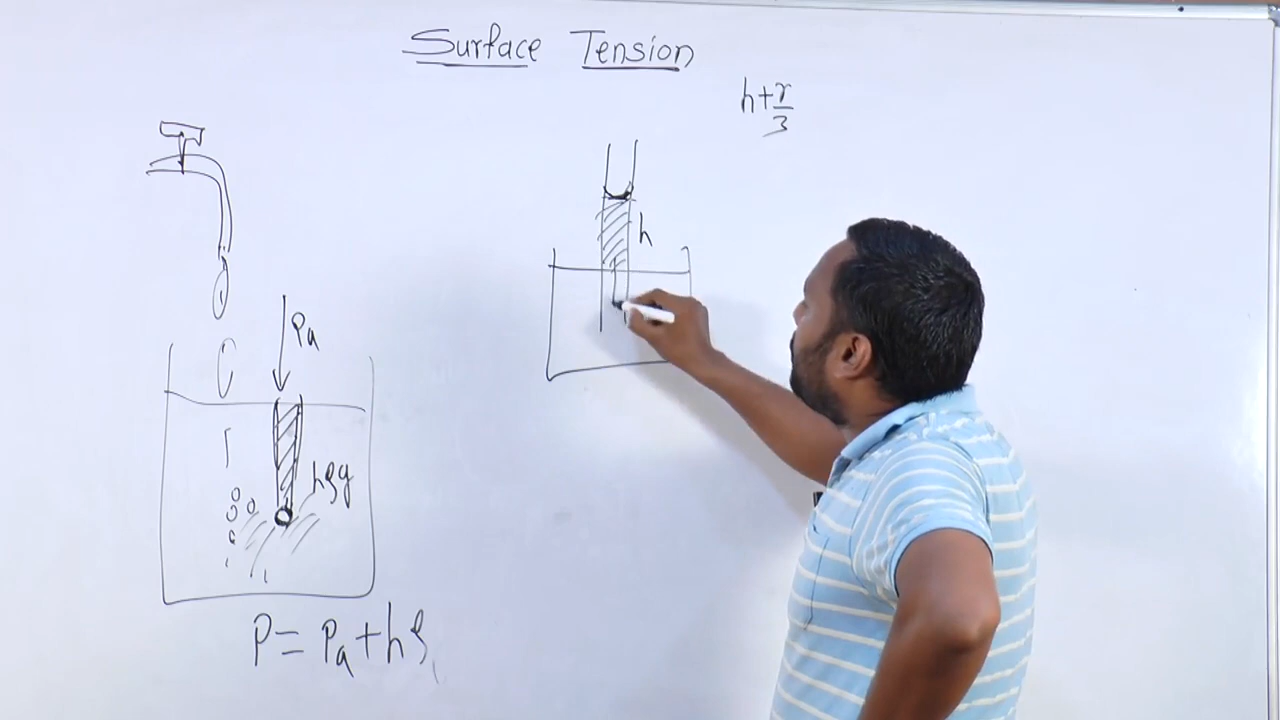 Surface Tension
h+r/3
h
Pa
hρg
P = Pa + hρ